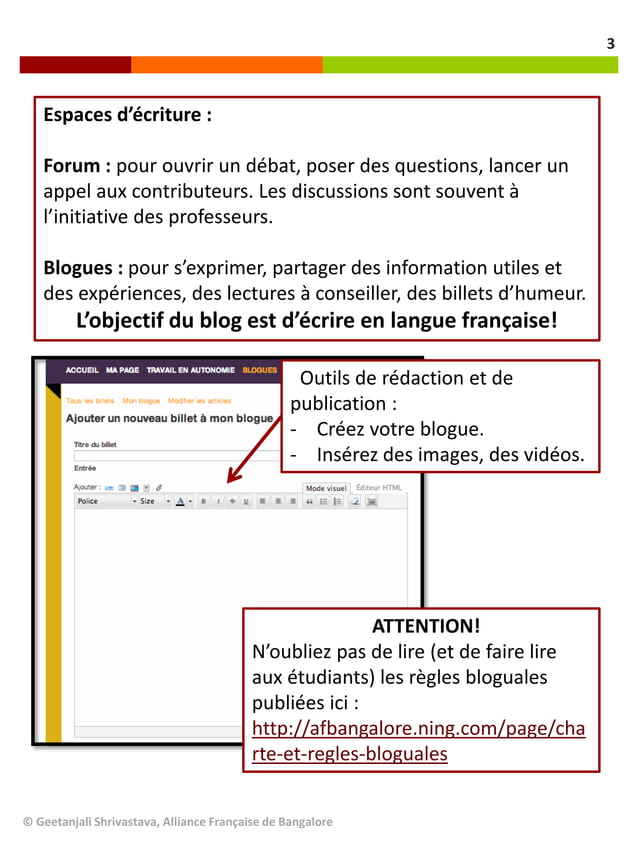 3
Espaces d’écriture :
Forum : pour ouvrir un débat, poser des questions, lancer un
appel aux contributeurs. Les discussions sont souvent à
l’initiative des professeurs.
Blogues : pour s’exprimer, partager des information utiles et
des expériences, des lectures à conseiller, des billets d’humeur.
L’objectif du blog est d’écrire en langue française!
ACCUEIL MA PAGE TRAVAIL EN AUTONOMIE BLOGUES
Tous les billets Mon blogue Modifier les articles
Ajouter un nouveau billet à mon blogue
Titre du billet
Entrée
Ajouter :
Mode visuel Éditeur HTML
Police Size A B I S U
Outils de rédaction et de
publication :
- Créez votre blogue.
- Insérez des images, des vidéos.
ATTENTION!
N’oubliez pas de lire (et de faire lire
aux étudiants) les règles bloguales
publiées ici :
http://afbangalore.ning.com/page/cha
rte-et-regles-bloguales
© Geetanjali Shrivastava, Alliance Française de Bangalore